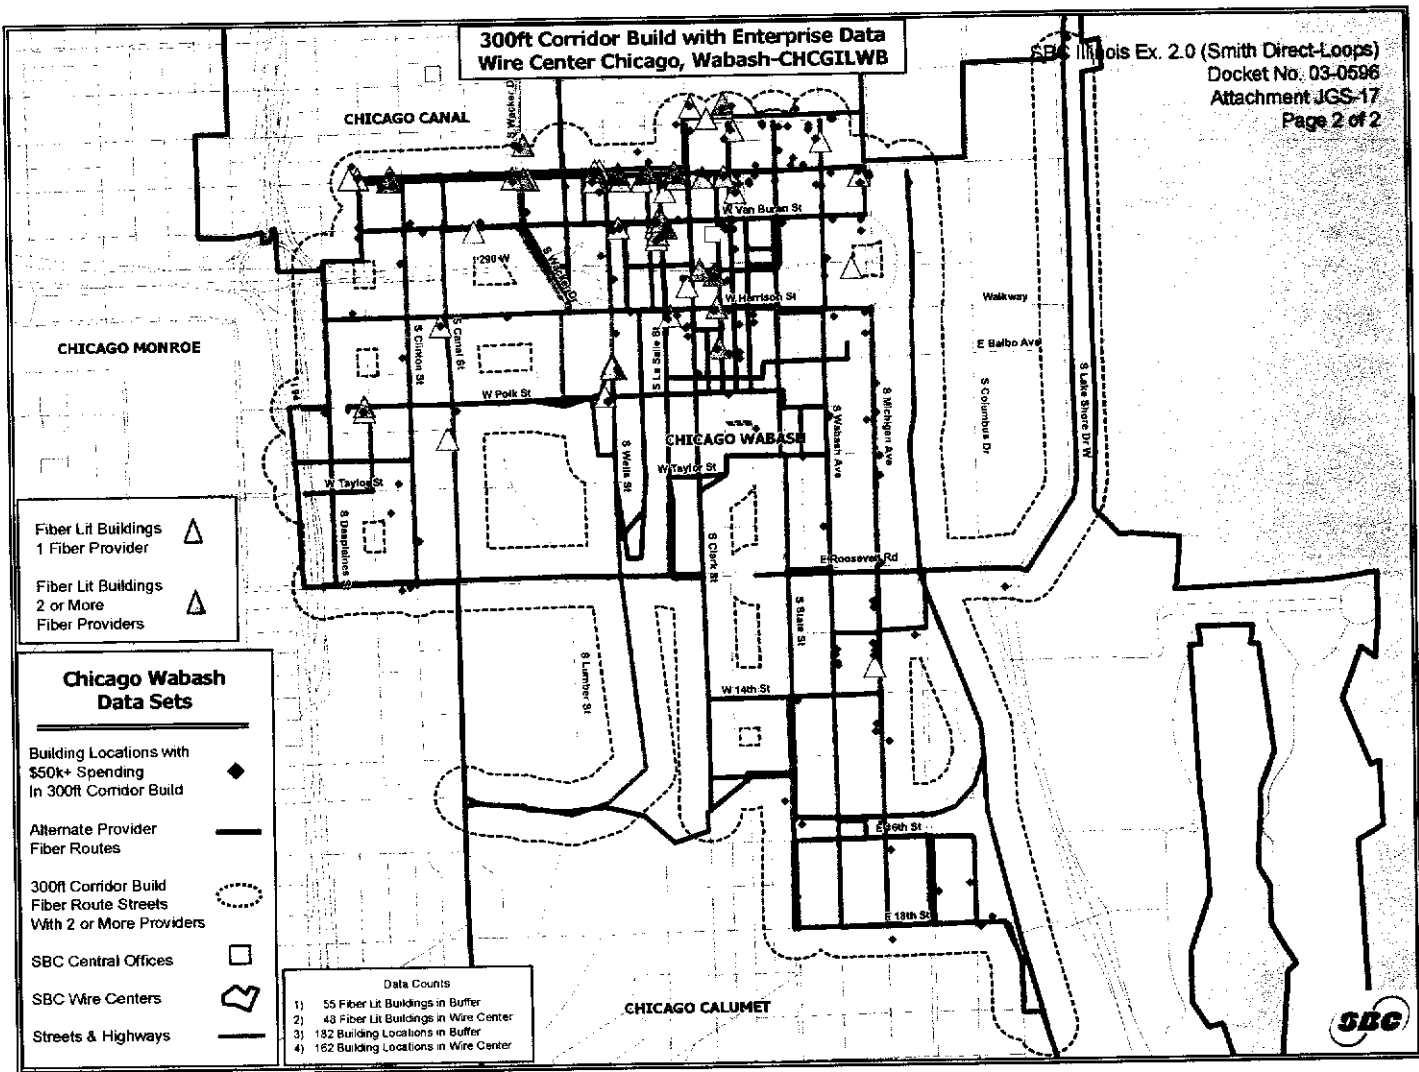 300ft Corridor Build with Enterprise Data
Wire Center Chicago, Wabash-CHCGILWB
SBC Illinois Ex. 2.0 (Smith Direct-Loops)
Docket No. 03-0596
Attachment JGS-17
Page 2 of 2
CHICAGO CANAL
S Wacker D
W Van Buren St
290 W
S Wacker Dr
W Harrison St
Walkway
E Balbo Ave
CHICAGO MONROE
S Clinton St
S Canal St
S La Salle St
S Columbus Dr
S Lake Shore Dr W
W Polk St
S Michigan Ave
S Wabash Ave
CHICAGO WABASH
S Wells St
W Taylor St
W Taylor St
S Desplaines St
S Clark St
E Roosevelt Rd
S State St
S Lumber St
W 14th St
E 16th St
E 18th St
CHICAGO CALUMET
Fiber Lit Buildings
1 Fiber Provider
Fiber Lit Buildings
2 or More
Fiber Providers
Chicago Wabash
Data Sets
Building Locations with
$50k+ Spending
In 300ft Corridor Build
Alternate Provider
Fiber Routes
300ft Corridor Build
Fiber Route Streets
With 2 or More Providers
SBC Central Offices
SBC Wire Centers
Streets & Highways
Data Counts
1) 55 Fiber Lit Buildings in Buffer
2) 48 Fiber Lit Buildings in Wire Center
3) 182 Building Locations in Buffer
4) 162 Building Locations in Wire Center
SBC